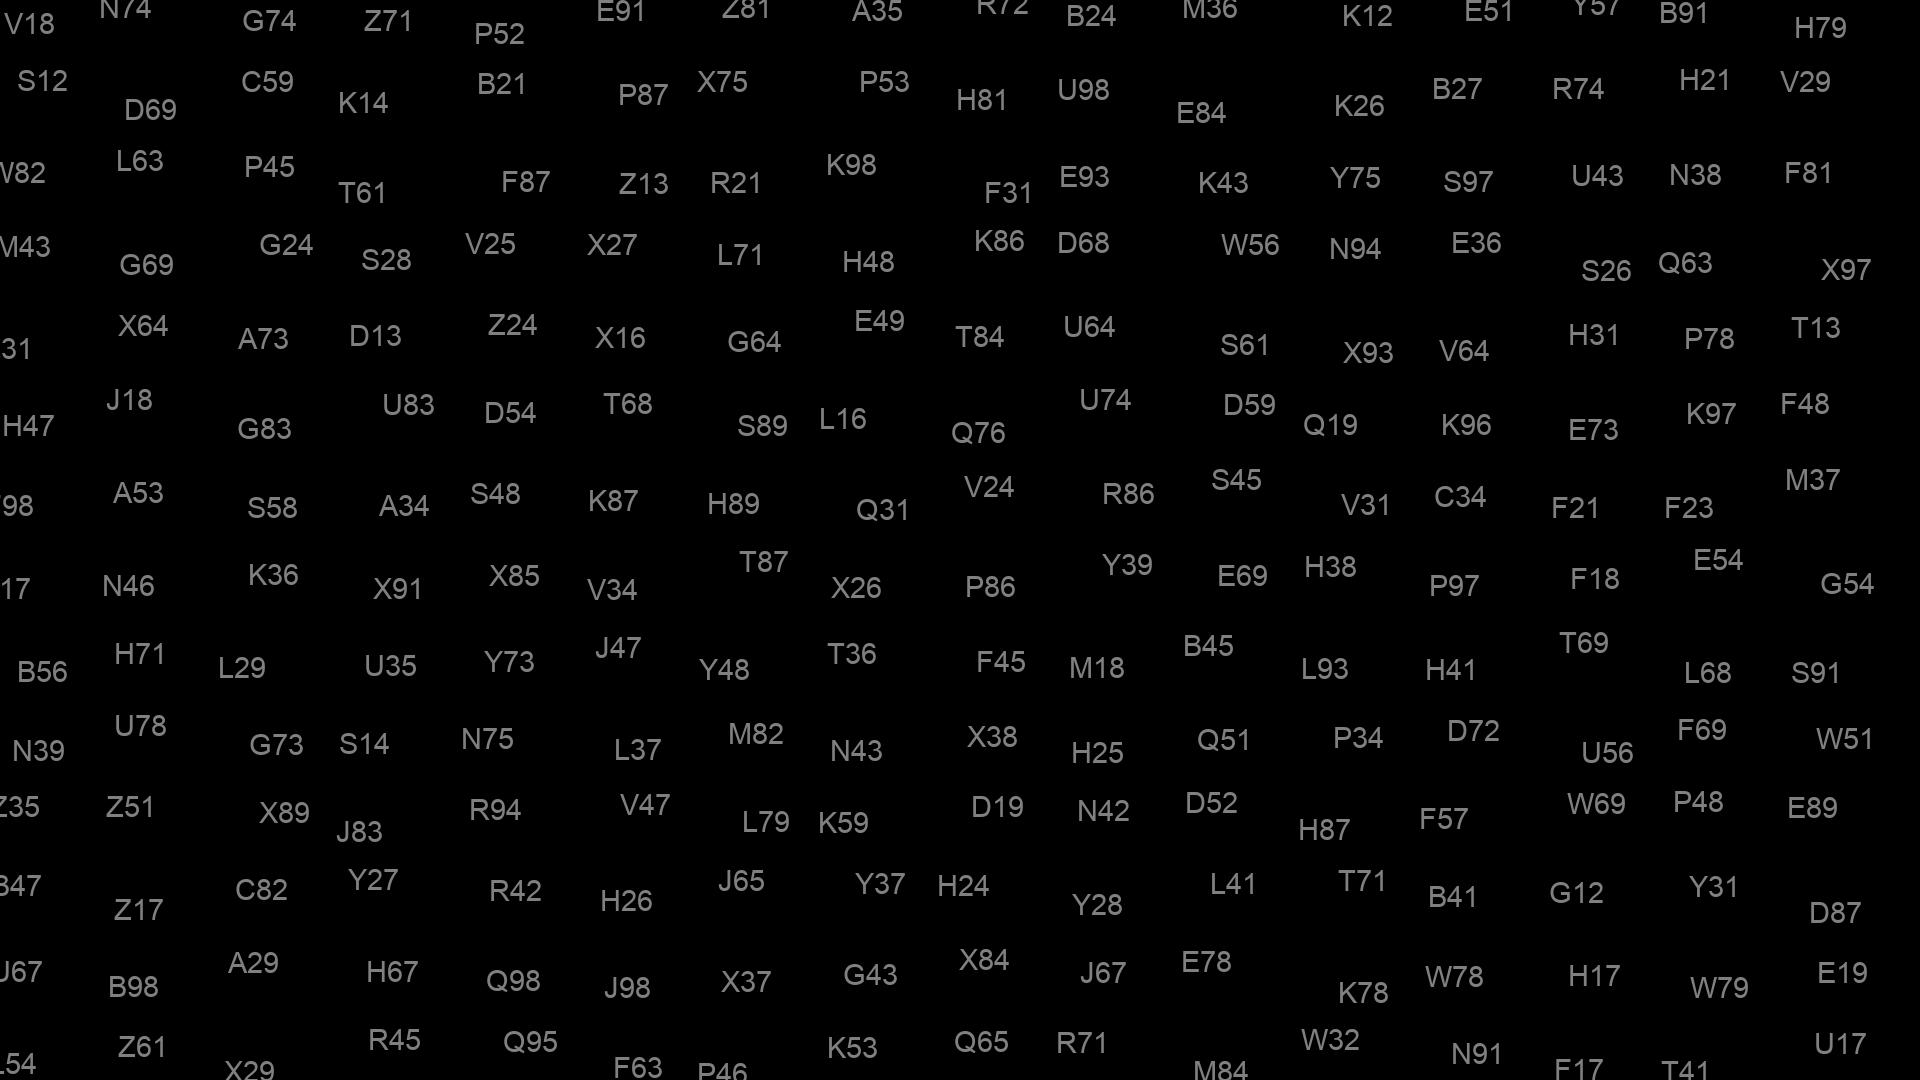 V18 N74 G74 Z71 P52 E91 Z81 A35 R72 B24 M36 K12 E51 Y57 B91 H79
S12 D69 C59 K14 B21 P87 X75 P53 H81 U98 E84 K26 B27 R74 H21 V29
W82 L63 P45 T61 F87 Z13 R21 K98 F31 E93 K43 Y75 S97 U43 N38 F81
M43 G69 G24 S28 V25 X27 L71 H48 K86 D68 W56 N94 E36 S26 Q63 X97
31 X64 A73 D13 Z24 X16 G64 E49 T84 U64 S61 X93 V64 H31 P78 T13
H47 J18 G83 U83 D54 T68 S89 L16 Q76 U74 D59 Q19 K96 E73 K97 F48
98 A53 S58 A34 S48 K87 H89 Q31 V24 R86 S45 V31 C34 F21 F23 M37
17 N46 K36 X91 X85 V34 T87 X26 P86 Y39 E69 H38 P97 F18 E54 G54
B56 H71 L29 U35 Y73 J47 Y48 T36 F45 M18 B45 L93 H41 T69 L68 S91
N39 U78 G73 S14 N75 L37 M82 N43 X38 H25 Q51 P34 D72 U56 F69 W51
Z35 Z51 X89 J83 R94 V47 L79 K59 D19 N42 D52 H87 F57 W69 P48 E89
B47 Z17 C82 Y27 R42 H26 J65 Y37 H24 Y28 L41 T71 B41 G12 Y31 D87
U67 B98 A29 H67 Q98 J98 X37 G43 X84 J67 E78 K78 W78 H17 W79 E19
54 Z61 X29 R45 Q95 F63 P46 K53 Q65 R71 M84 W32 N91 F17 T41 U17